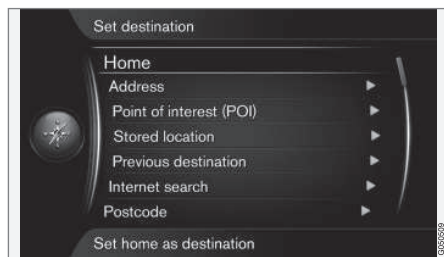 Set destination
Home
Address
Point of interest (POI)
Stored location
Previous destination
Internet search
Postcode
Set home as destination
G050509